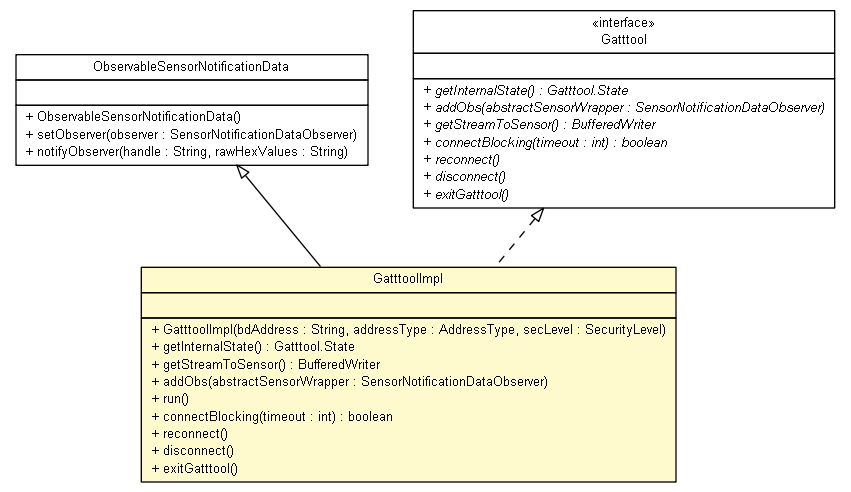 ObservableSensorNotificationData
+ ObservableSensorNotificationData()
+ setObserver(observer : SensorNotificationDataObserver)
+ notifyObserver(handle : String, rawHexValues : String)
«interface»
Gatttool
+ getInternalState() : Gatttool.State
+ addObs(abstractSensorWrapper : SensorNotificationDataObserver)
+ getStreamToSensor() : BufferedWriter
+ connectBlocking(timeout : int) : boolean
+ reconnect()
+ disconnect()
+ exitGatttool()
GatttoolImpl
+ GatttoolImpl(bdAddress : String, addressType : AddressType, secLevel : SecurityLevel)
+ getInternalState() : Gatttool.State
+ getStreamToSensor() : BufferedWriter
+ addObs(abstractSensorWrapper : SensorNotificationDataObserver)
+ run()
+ connectBlocking(timeout : int) : boolean
+ reconnect()
+ disconnect()
+ exitGatttool()